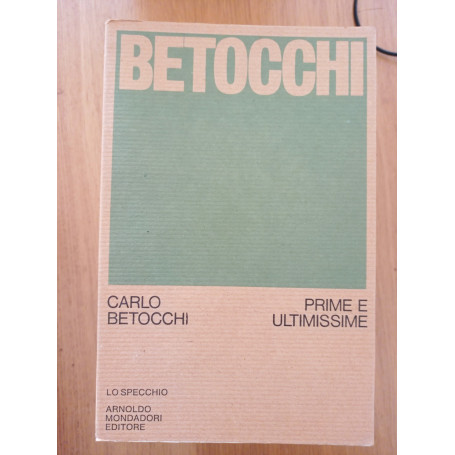 BETOCCHI
CARLO
BETOCCHI
PRIME E
ULTIMISSIME
LO SPECCHIO
ARNOLDO
MONDADORI
EDITORE